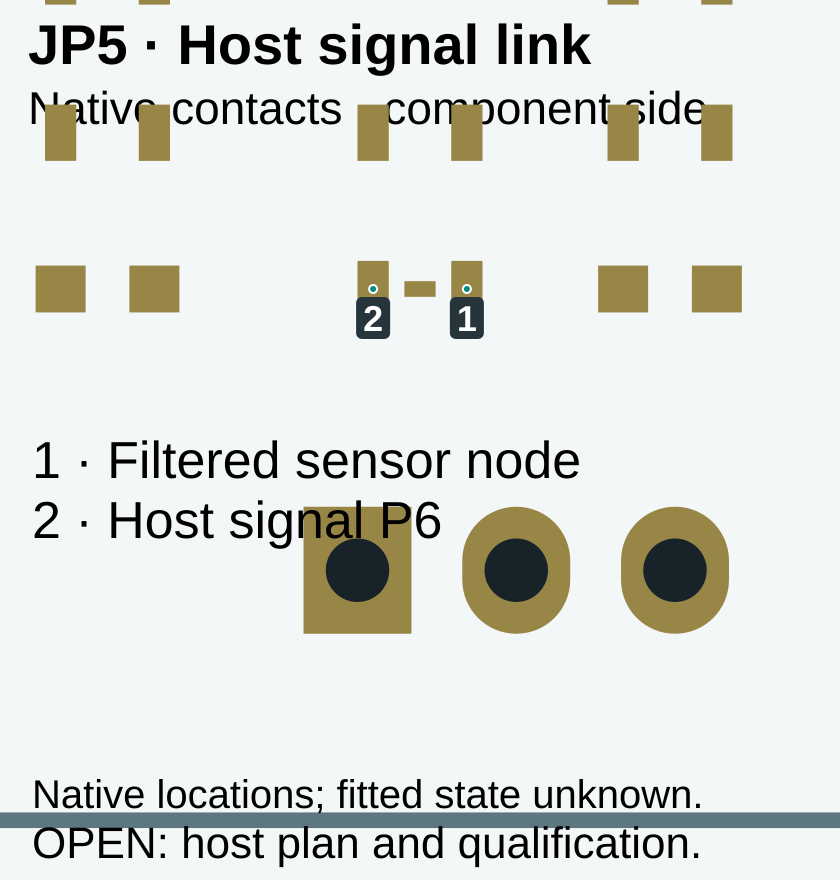 JP5 · Host signal link
Native contacts · component side
2 1
1 · Filtered sensor node
2 · Host signal P6
Native locations; fitted state unknown.
OPEN: host plan and qualification.